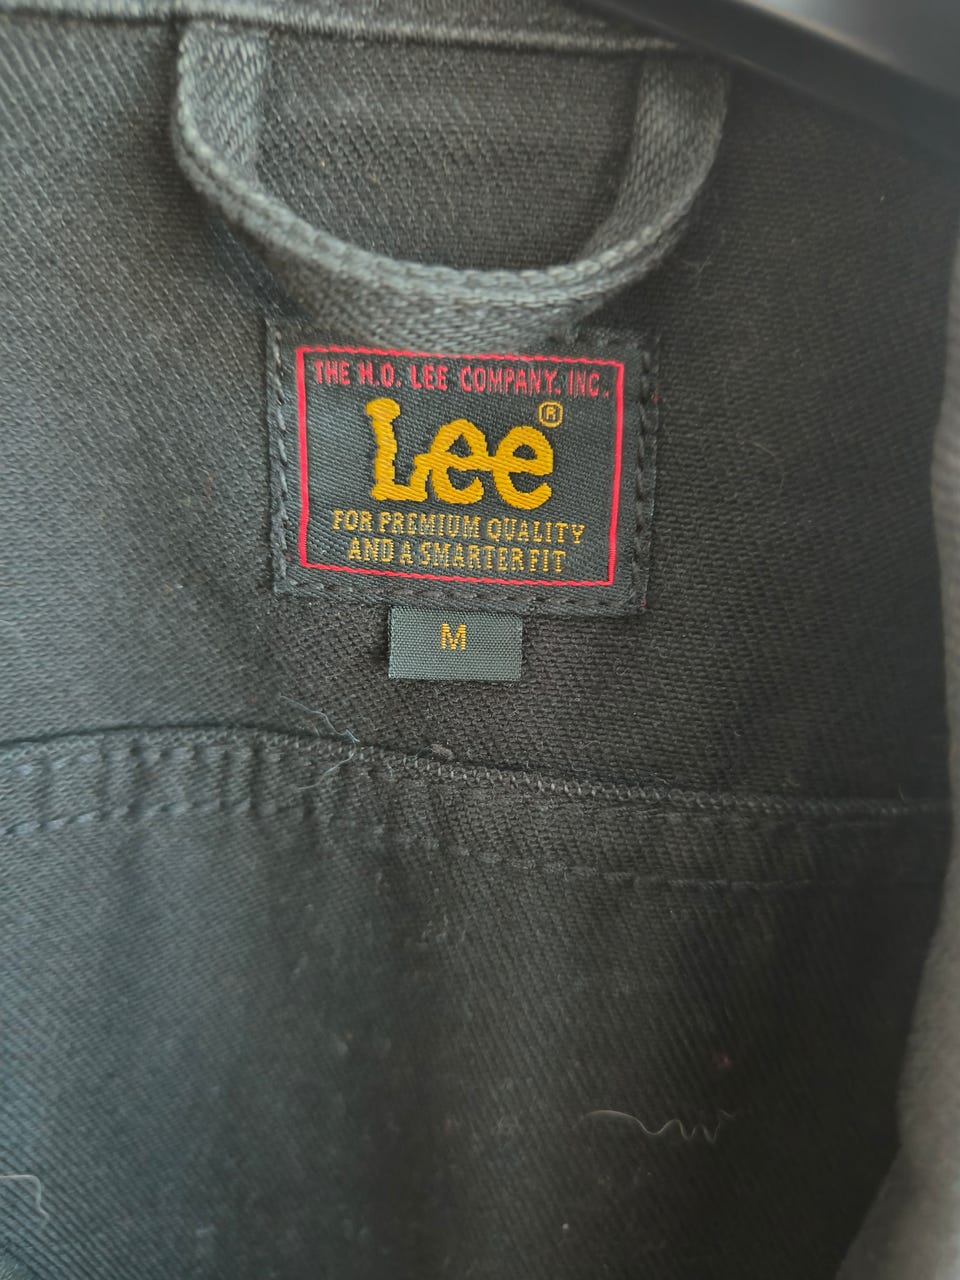 THE H.D. LEE COMPANY, INC.
Lee®
FOR PREMIUM QUALITY
AND A SMARTER FIT
M